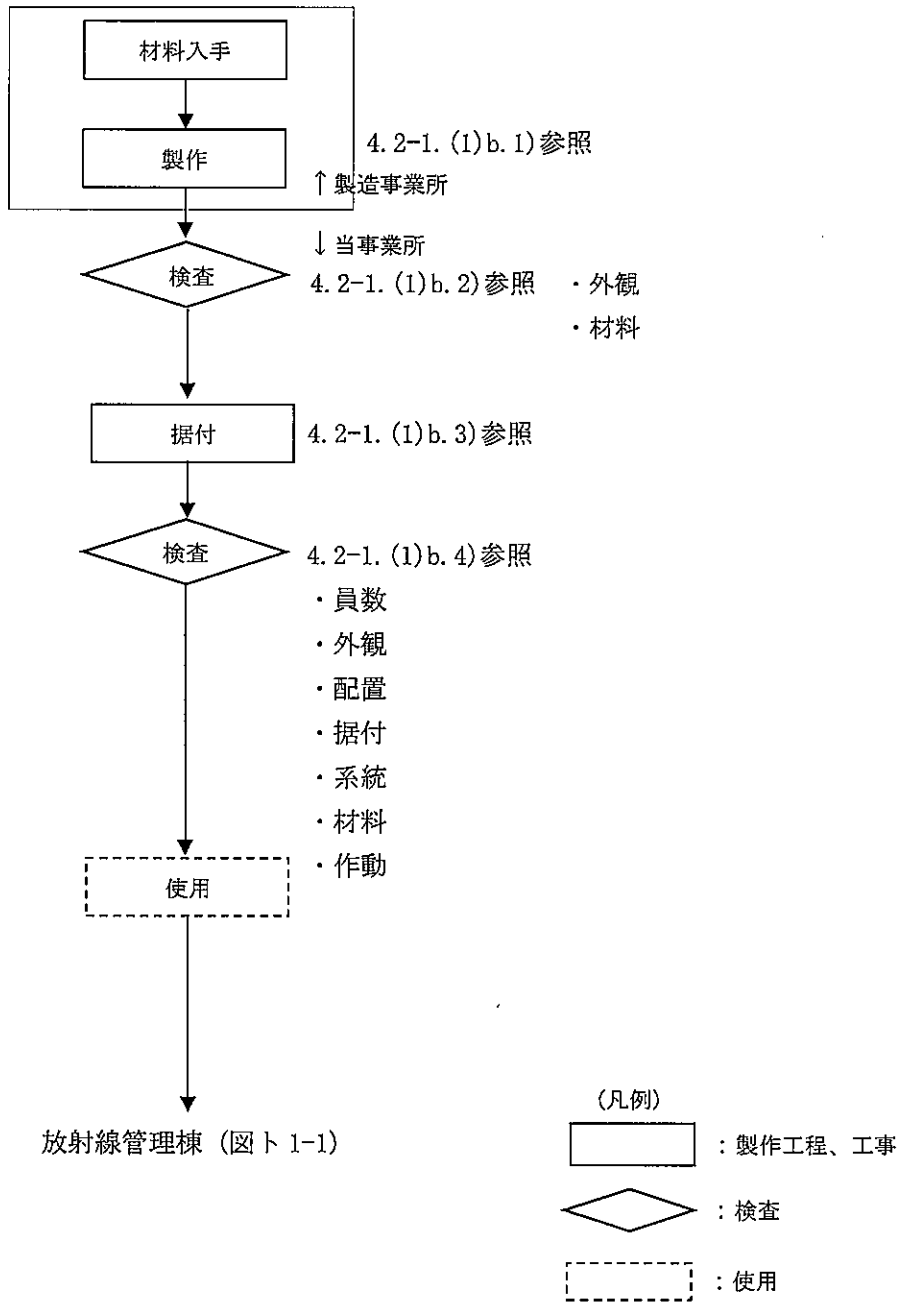 材料入手
製作
4.2-1.(1)b.1)参照
↑製造事業所
↓当事業所
検査
4.2-1.(1)b.2)参照 ・外観
・材料
据付
4.2-1.(1)b.3)参照
検査
4.2-1.(1)b.4)参照
・員数
・外観
・配置
・据付
・系統
・材料
・作動
使用
放射線管理棟(図ト1-1)
(凡例)
:製作工程、工事
:検査
:使用